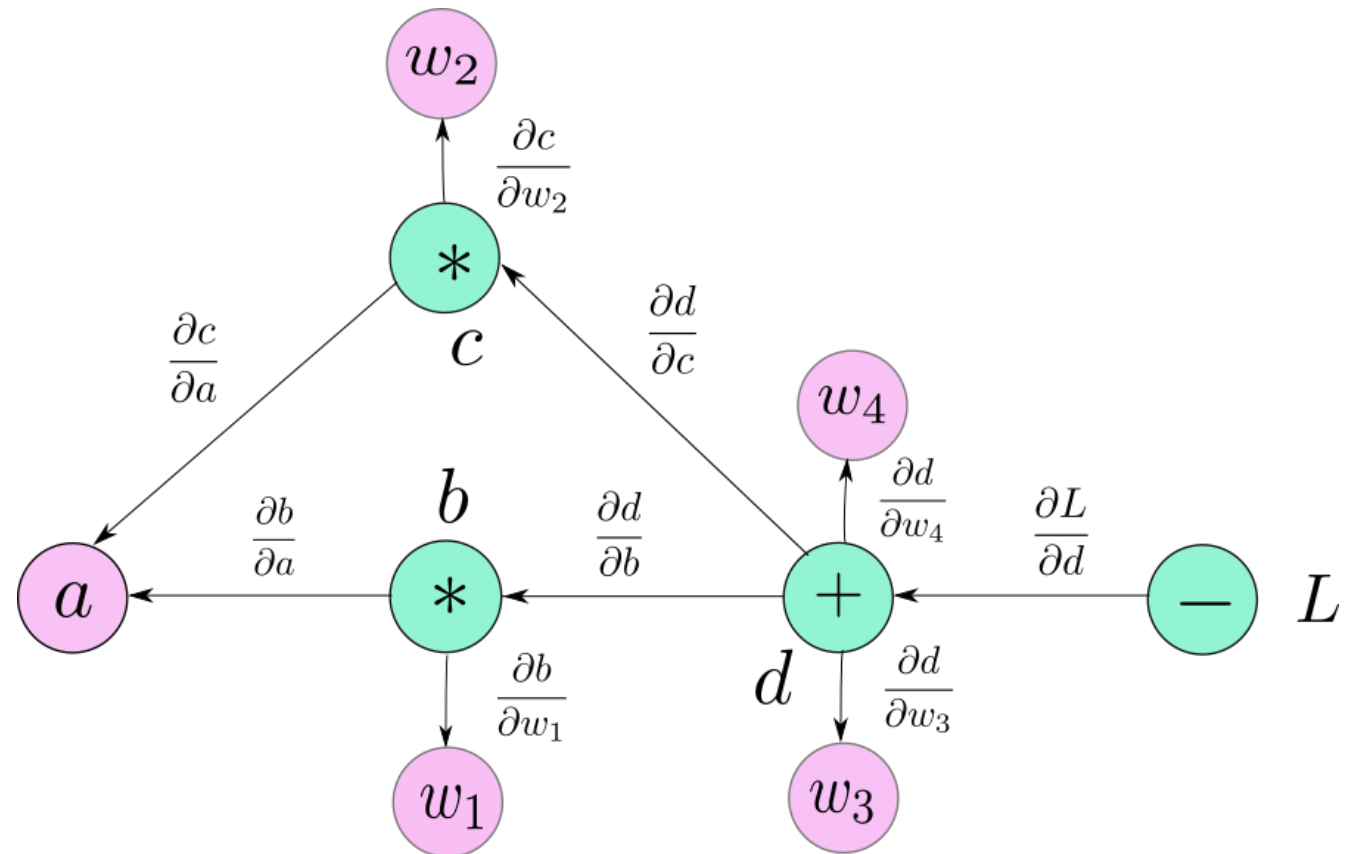 w₂
∂c/∂w₂
*
c
∂c/∂a
∂d/∂c
w₄
∂d/∂w₄
b
∂b/∂a
∂d/∂b
∂L/∂d
a
*
+
−
L
d
∂b/∂w₁
∂d/∂w₃
w₁
w₃